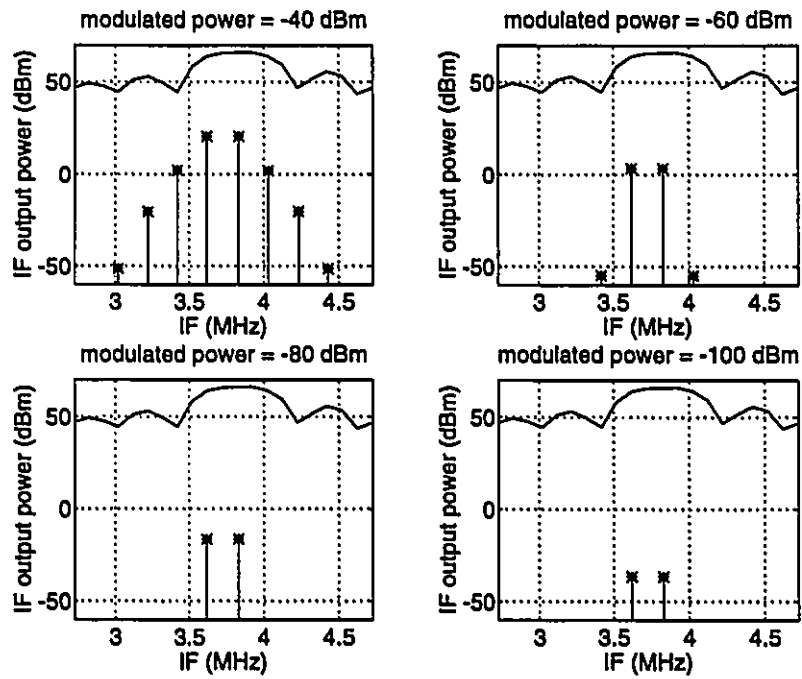 modulated power = -40 dBm
IF output power (dBm)
50
0
-50
3
3.5
4
4.5
IF (MHz)
modulated power = -60 dBm
IF output power (dBm)
50
0
-50
3
3.5
4
4.5
IF (MHz)
modulated power = -80 dBm
IF output power (dBm)
50
0
-50
3
3.5
4
4.5
IF (MHz)
modulated power = -100 dBm
IF output power (dBm)
50
0
-50
3
3.5
4
4.5
IF (MHz)